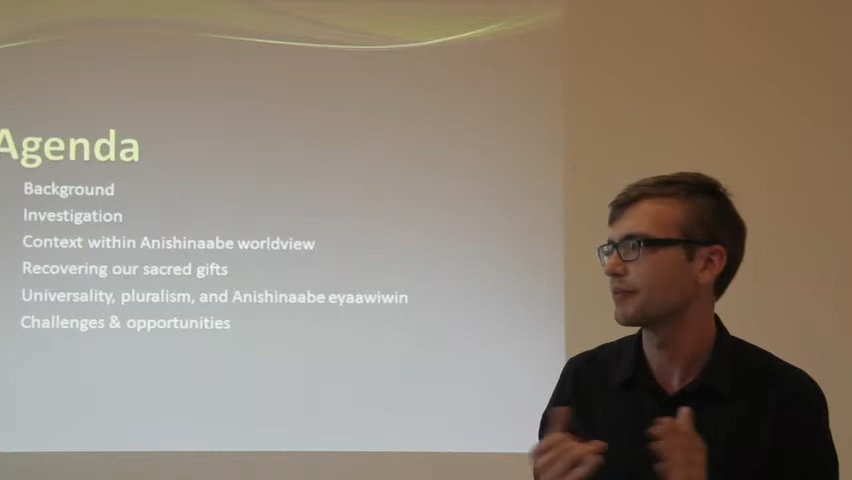 Agenda
Background
Investigation
Context within Anishinaabe worldview
Recovering our sacred gifts
Universality, pluralism, and Anishinaabe eyaawiwin
Challenges & opportunities